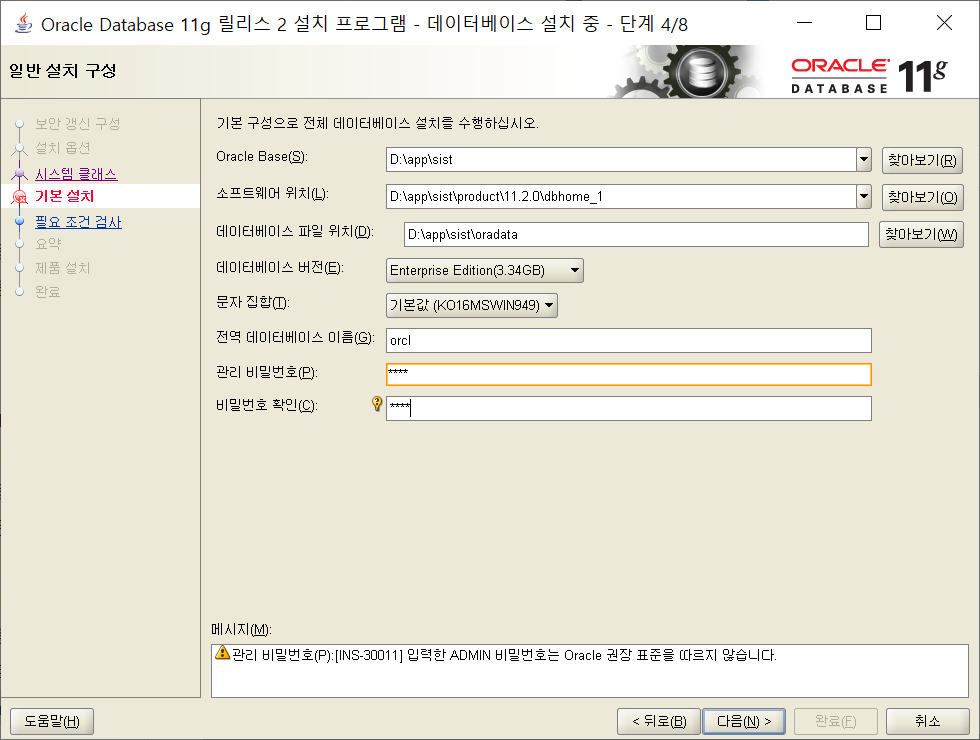 Oracle Database 11g 릴리스 2 설치 프로그램 - 데이터베이스 설치 중 - 단계 4/8
일반 설치 구성
ORACLE DATABASE 11g
보안 갱신 구성
설치 옵션
시스템 클래스
기본 설치
필요 조건 검사
요약
제품 설치
완료
기본 구성으로 전체 데이터베이스 설치를 수행하십시오.
Oracle Base(S): D:\app\sist 찾아보기(R)
소프트웨어 위치(L): D:\app\sist\product\11.2.0\dbhome_1 찾아보기(O)
데이터베이스 파일 위치(D): D:\app\sist\oradata 찾아보기(W)
데이터베이스 버전(E): Enterprise Edition(3.34GB)
문자 집합(T): 기본값 (KO16MSWIN949)
전역 데이터베이스 이름(G): orcl
관리 비밀번호(P): ****
비밀번호 확인(C): ****
메시지(M):
관리 비밀번호(P):[INS-30011] 입력한 ADMIN 비밀번호는 Oracle 권장 표준을 따르지 않습니다.
도움말(H) < 뒤로(B) 다음(N) > 완료(F) 취소